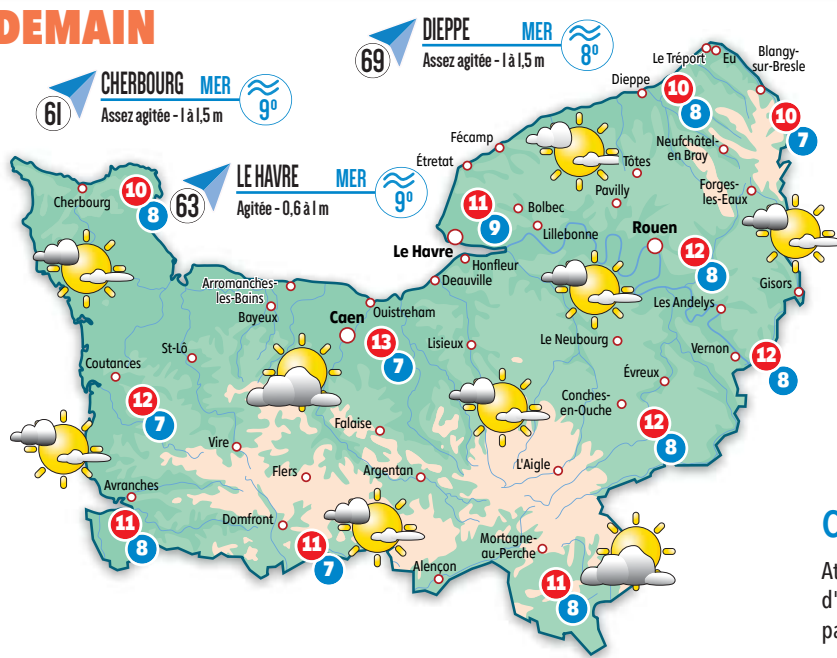 DEMAIN
DIEPPE MER
69
Assez agitée - 1 à 1,5 m
8°
CHERBOURG MER
61
Assez agitée - 1 à 1,5 m
9°
LE HAVRE MER
63
Agitée - 0,6 à 1 m
9°
Le Tréport
Eu
Blangy-
sur-Bresle
Dieppe
10
8
10
7
Fécamp
Neufchâtel-
en Bray
Étretat
Tôtes
Cherbourg
10
8
Pavilly
Forges-
les-Eaux
11
9
Bolbec
Lillebonne
Rouen
Le Havre
12
8
Honfleur
Deauville
Gisors
Arromanches-
les-Bains
Bayeux
Ouistreham
Caen
Les Andelys
13
7
St-Lô
Lisieux
Le Neubourg
Vernon
12
8
Coutances
Évreux
12
7
Conches-
en-Ouche
12
8
Falaise
Vire
Flers
Argentan
L'Aigle
Avranches
11
8
Domfront
11
7
Mortagne-
au-Perche
Alençon
11
8
At
d'
pa